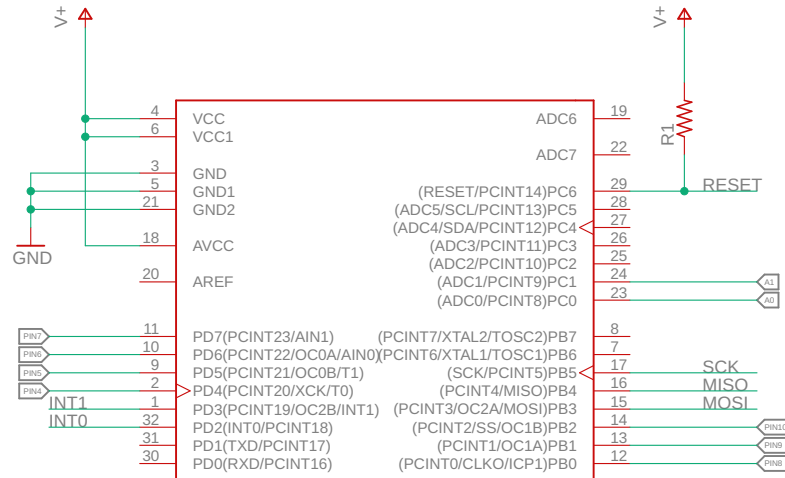 V+
V+
R1
4 VCC
6 VCC1
3 GND
5 GND1
21 GND2
18 AVCC
20 AREF
GND
PIN7 11 PD7(PCINT23/AIN1)
PIN6 10 PD6(PCINT22/OC0A/AIN0)
PIN5 9 PD5(PCINT21/OC0B/T1)
PIN4 2 PD4(PCINT20/XCK/T0)
INT1 1 PD3(PCINT19/OC2B/INT1)
INT0 32 PD2(INT0/PCINT18)
31 PD1(TXD/PCINT17)
30 PD0(RXD/PCINT16)
ADC6 19
ADC7 22
(RESET/PCINT14)PC6 29 RESET
(ADC5/SCL/PCINT13)PC5 28
(ADC4/SDA/PCINT12)PC4 27
(ADC3/PCINT11)PC3 26
(ADC2/PCINT10)PC2 25
(ADC1/PCINT9)PC1 24 A1
(ADC0/PCINT8)PC0 23 A0
(PCINT7/XTAL2/TOSC2)PB7 8
(PCINT6/XTAL1/TOSC1)PB6 7
(SCK/PCINT5)PB5 17 SCK
(PCINT4/MISO)PB4 16 MISO
(PCINT3/OC2A/MOSI)PB3 15 MOSI
(PCINT2/SS/OC1B)PB2 14 PIN10
(PCINT1/OC1A)PB1 13 PIN9
(PCINT0/CLKO/ICP1)PB0 12 PIN8